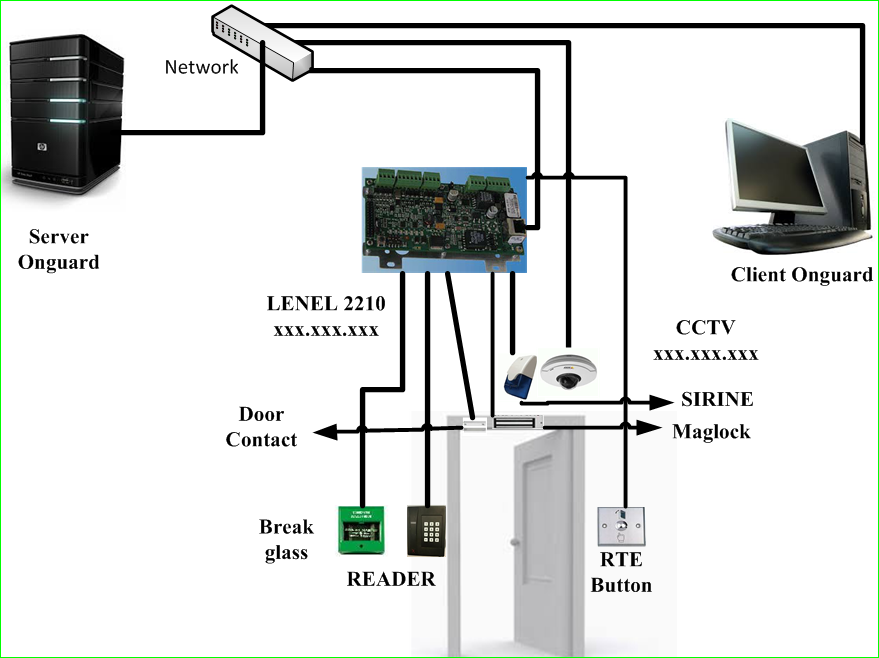 Network
Server
Onguard
Client Onguard
LENEL 2210
xxx.xxx.xxx
CCTV
xxx.xxx.xxx
SIRINE
Door
Contact
Maglock
Break
glass
READER
RTE
Button
hp